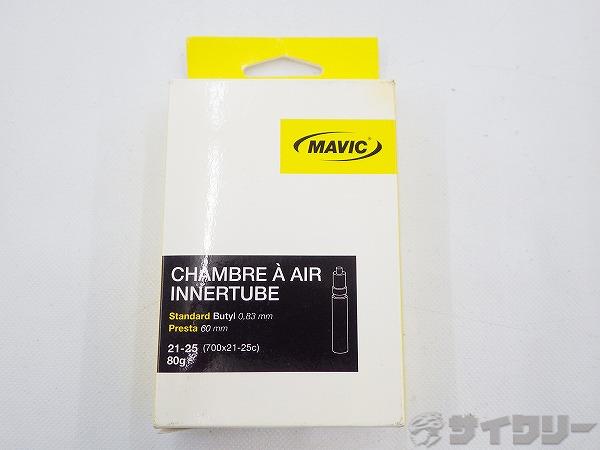 MAVIC®
CHAMBRE À AIR
INNERTUBE
Standard Butyl 0.83 mm
Presta 60 mm
21-25 (700x21-25c)
80g
サイクリー